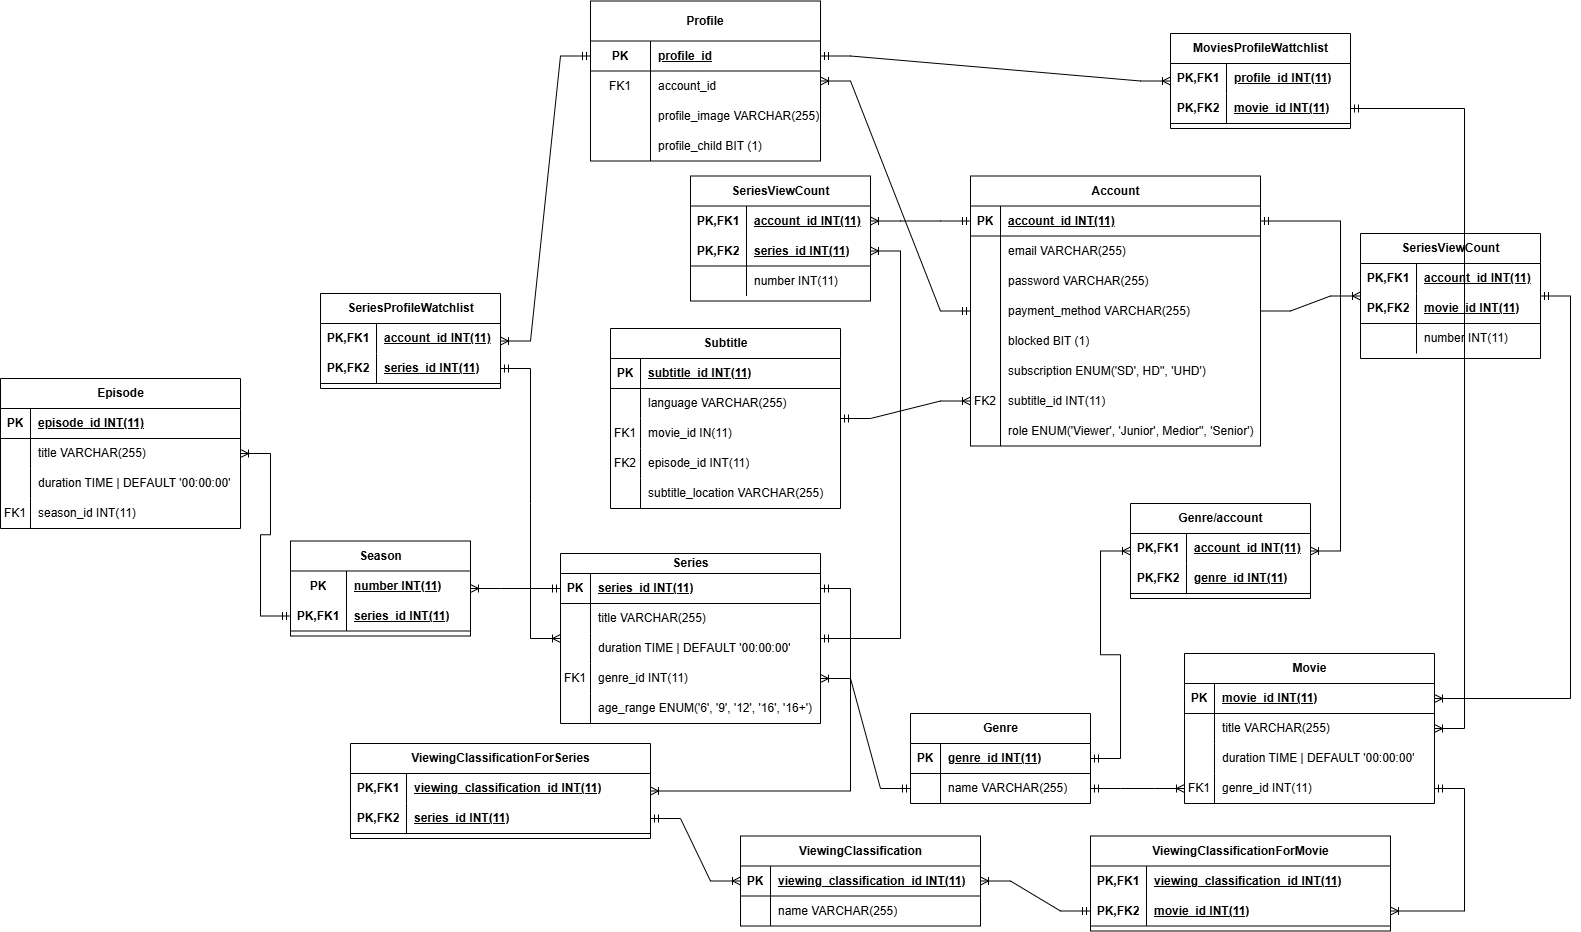 Profile
PK profile_id
FK1 account_id
profile_image VARCHAR(255)
profile_child BIT (1)
MoviesProfileWattchlist
PK,FK1 profile_id INT(11)
PK,FK2 movie_id INT(11)
SeriesViewCount
PK,FK1 account_id INT(11)
PK,FK2 series_id INT(11)
number INT(11)
Account
PK account_id INT(11)
email VARCHAR(255)
password VARCHAR(255)
payment_method VARCHAR(255)
blocked BIT (1)
subscription ENUM('SD', HD'', 'UHD')
FK2 subtitle_id INT(11)
role ENUM('Viewer', 'Junior', Medior'', 'Senior')
SeriesViewCount
PK,FK1 account_id INT(11)
PK,FK2 movie_id INT(11)
number INT(11)
SeriesProfileWatchlist
PK,FK1 account_id INT(11)
PK,FK2 series_id INT(11)
Subtitle
PK subtitle_id INT(11)
language VARCHAR(255)
FK1 movie_id IN(11)
FK2 episode_id INT(11)
subtitle_location VARCHAR(255)
Episode
PK episode_id INT(11)
title VARCHAR(255)
duration TIME | DEFAULT '00:00:00'
FK1 season_id INT(11)
Season
PK number INT(11)
PK,FK1 series_id INT(11)
Series
PK series_id INT(11)
title VARCHAR(255)
duration TIME | DEFAULT '00:00:00'
FK1 genre_id INT(11)
age_range ENUM('6', '9', '12', '16', '16+')
Genre/account
PK,FK1 account_id INT(11)
PK,FK2 genre_id INT(11)
Movie
PK movie_id INT(11)
title VARCHAR(255)
duration TIME | DEFAULT '00:00:00'
FK1 genre_id INT(11)
Genre
PK genre_id INT(11)
name VARCHAR(255)
ViewingClassificationForSeries
PK,FK1 viewing_classification_id INT(11)
PK,FK2 series_id INT(11)
ViewingClassification
PK viewing_classification_id INT(11)
name VARCHAR(255)
ViewingClassificationForMovie
PK,FK1 viewing_classification_id INT(11)
PK,FK2 movie_id INT(11)